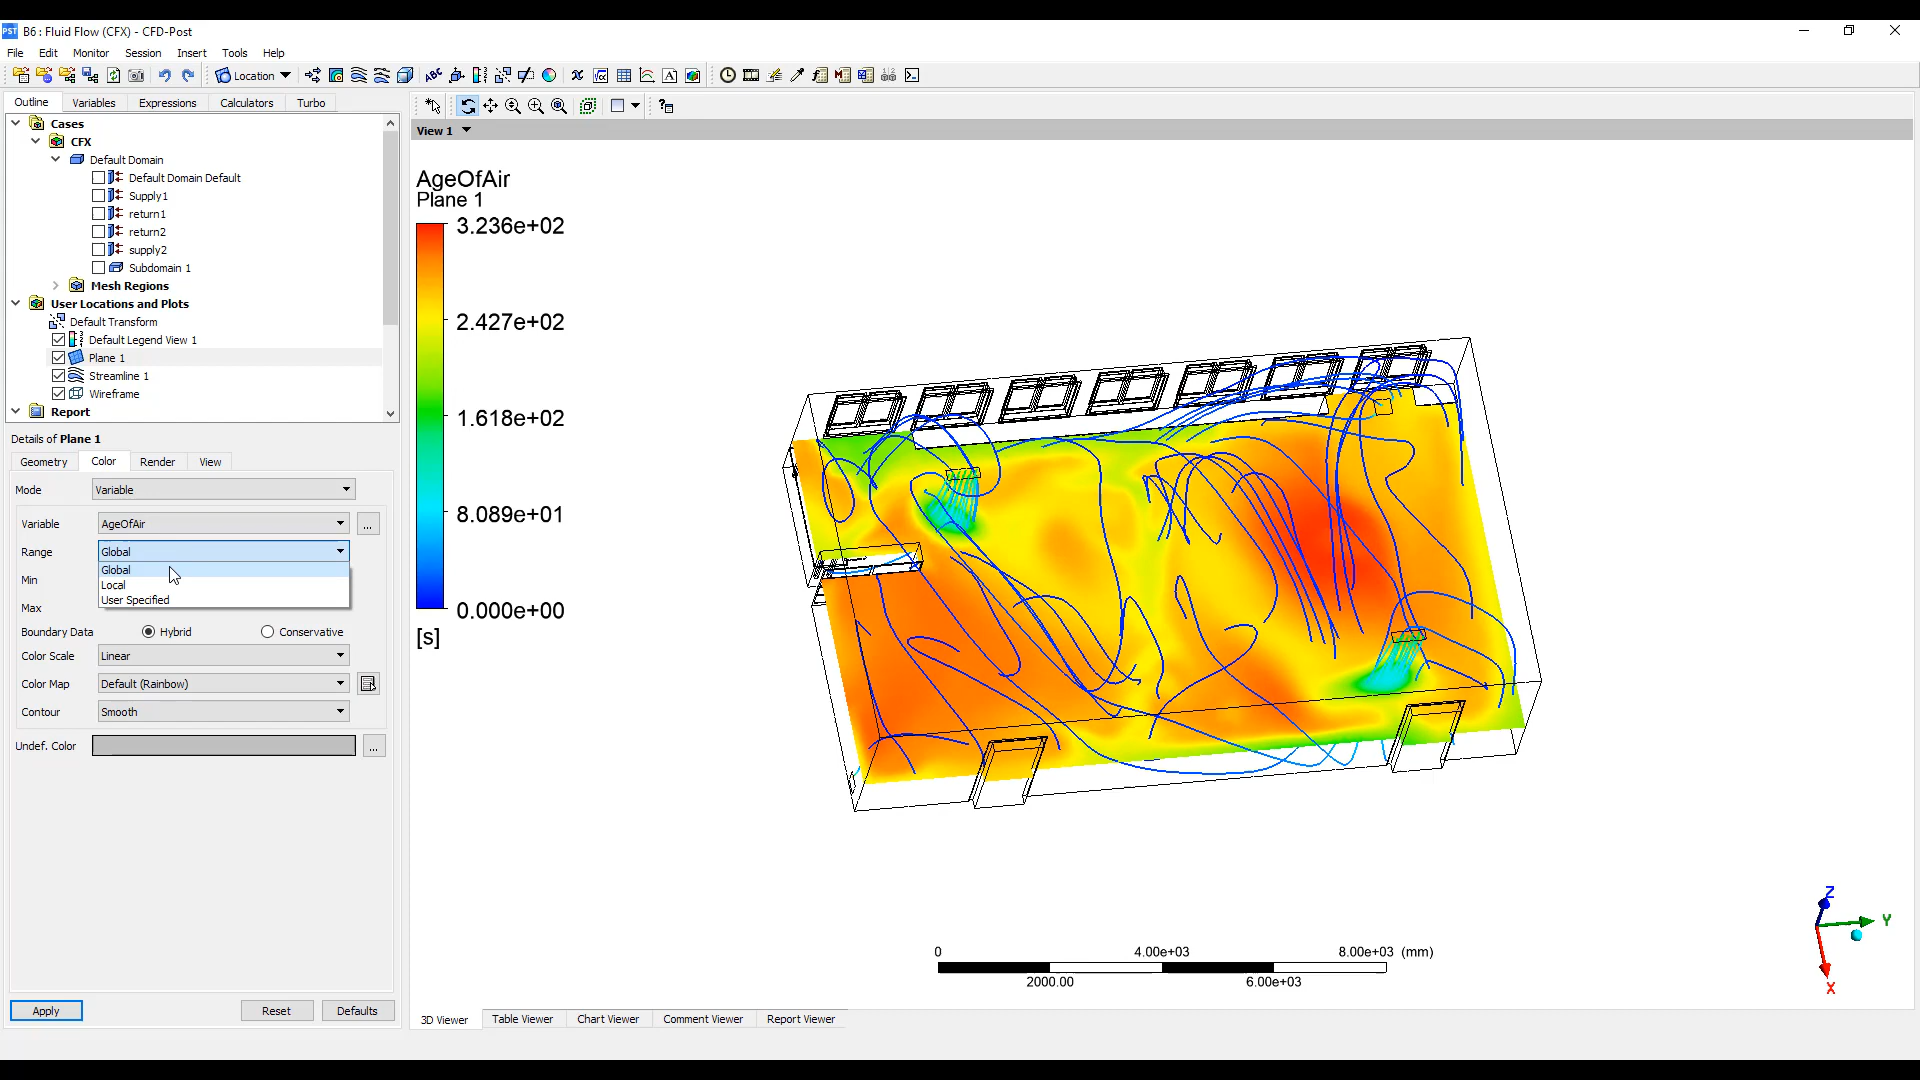 B6 : Fluid Flow (CFX) - CFD-Post
File Edit Monitor Session Insert Tools Help
Location
Outline Variables Expressions Calculators Turbo
Cases
CFX
Default Domain
Default Domain Default
Supply1
return1
return2
supply2
Subdomain 1
Mesh Regions
User Locations and Plots
Default Transform
Default Legend View 1
Plane 1
Streamline 1
Wireframe
Report
Details of Plane 1
Geometry Color Render View
Mode Variable
Variable AgeOfAir ...
Range Global
Global
Local
User Specified
Min
Max
Boundary Data Hybrid Conservative
Color Scale Linear
Color Map Default (Rainbow)
Contour Smooth
Undef. Color ...
Apply Reset Defaults
View 1
AgeOfAir
Plane 1
3.236e+02
2.427e+02
1.618e+02
8.089e+01
0.000e+00
[s]
0 4.00e+03 8.00e+03 (mm)
2000.00 6.00e+03
Z
Y
X
3D Viewer Table Viewer Chart Viewer Comment Viewer Report Viewer